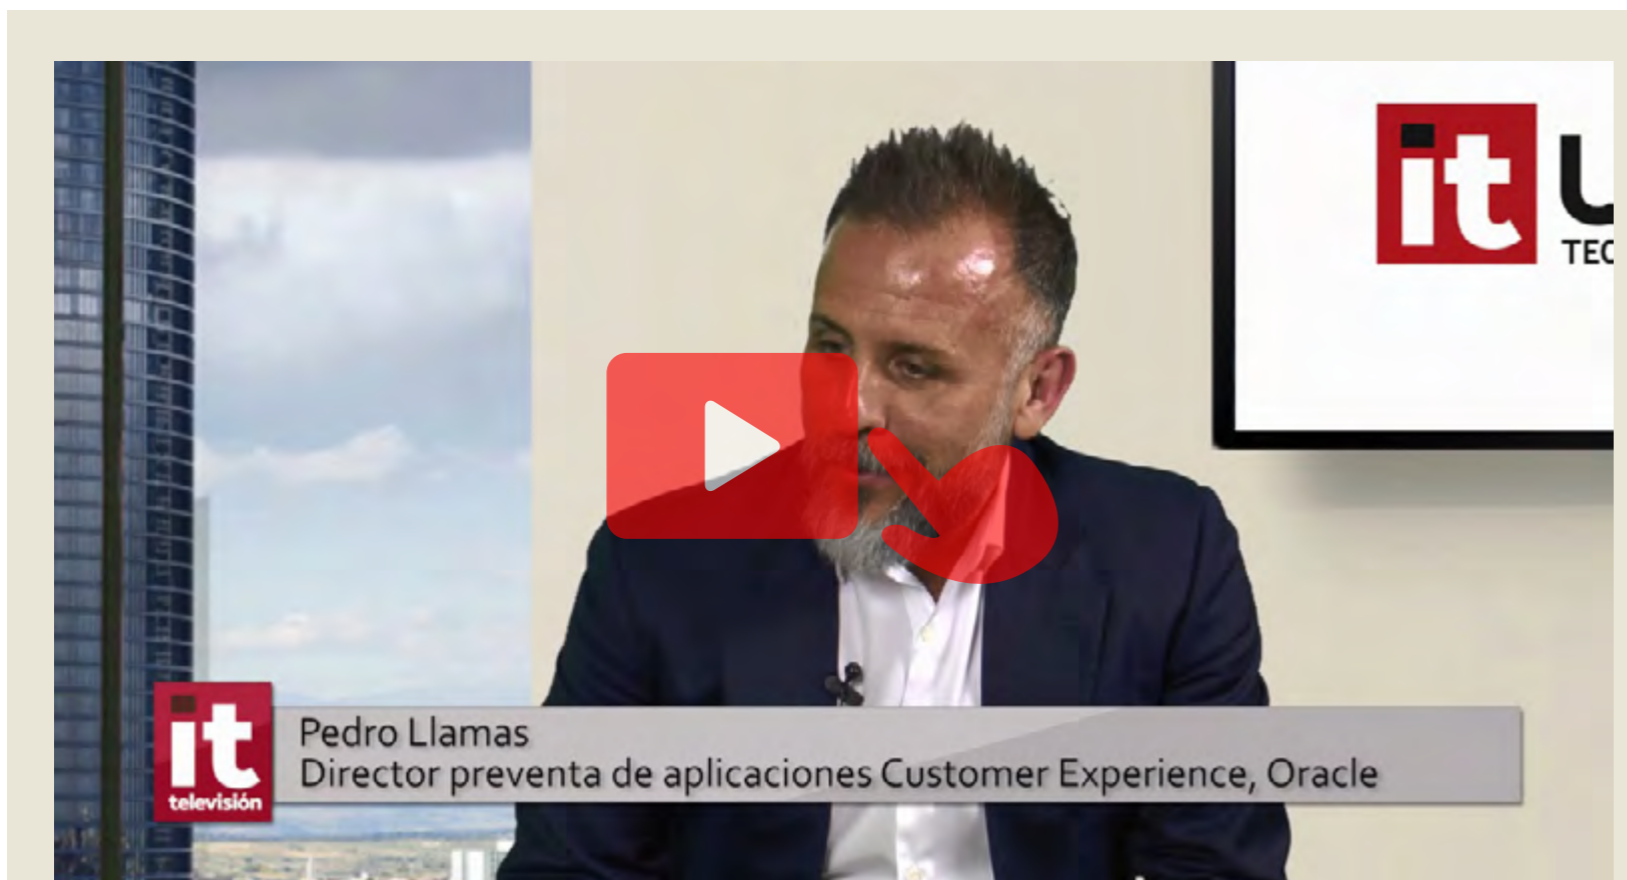 it U
TEC
Pedro Llamas
Director preventa de aplicaciones Customer Experience, Oracle
it
televisión